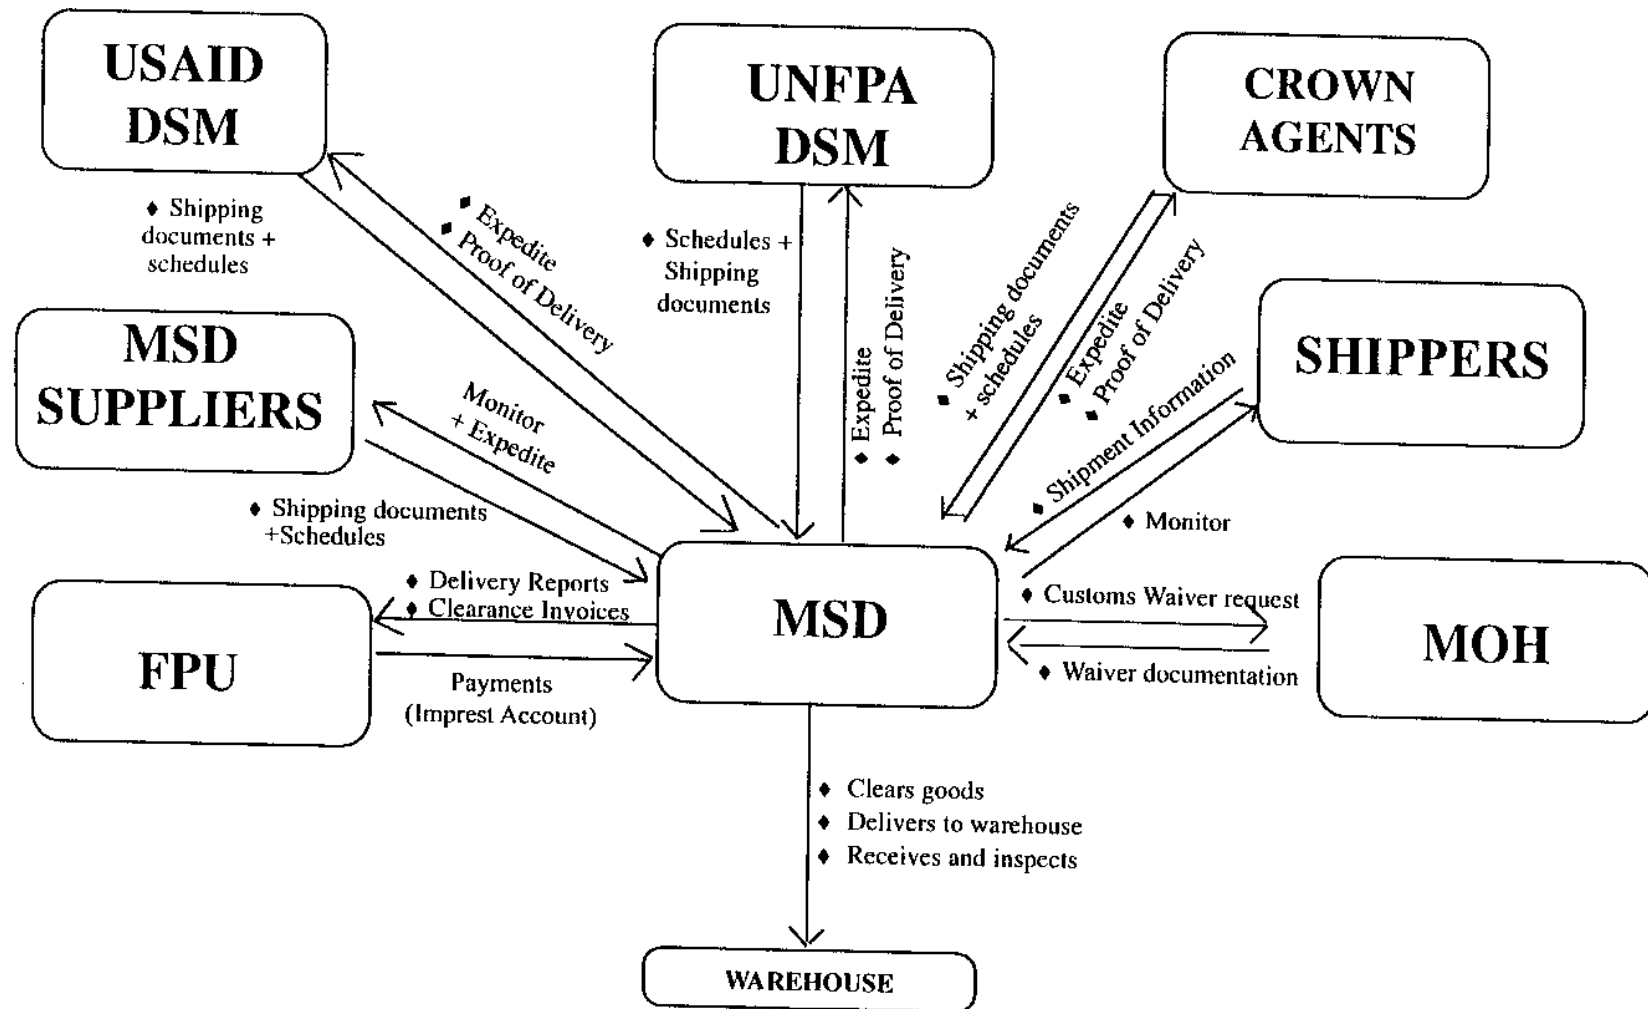 USAID
DSM
UNFPA
DSM
CROWN
AGENTS
♦ Shipping
documents +
schedules
♦ Expedite
♦ Proof of Delivery
♦ Schedules +
Shipping
documents
♦ Expedite
♦ Proof of Delivery
♦ Shipping documents
+ schedules
♦ Expedite
♦ Proof of Delivery
MSD
SUPPLIERS
Monitor
+ Expedite
♦ Shipping documents
+Schedules
SHIPPERS
♦ Shipment Information
♦ Monitor
FPU
♦ Delivery Reports
♦ Clearance Invoices
Payments
(Imprest Account)
MSD
♦ Customs Waiver request
♦ Waiver documentation
MOH
♦ Clears goods
♦ Delivers to warehouse
♦ Receives and inspects
WAREHOUSE